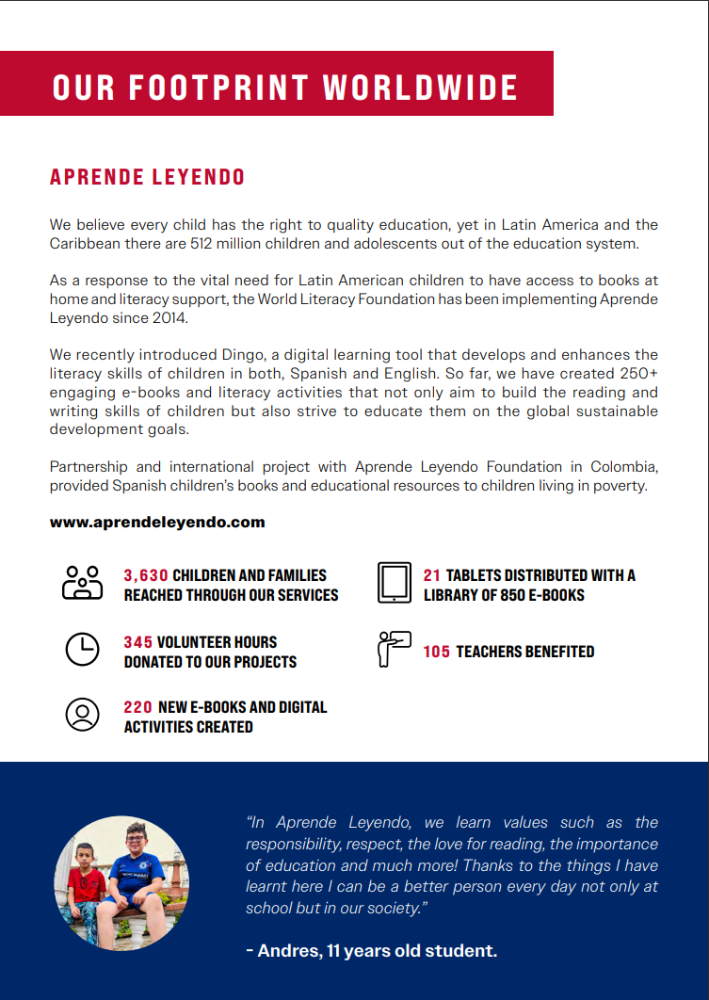 OUR FOOTPRINT WORLDWIDE
APRENDE LEYENDO
We believe every child has the right to quality education, yet in Latin America and the
Caribbean there are 512 million children and adolescents out of the education system.
As a response to the vital need for Latin American children to have access to books at
home and literacy support, the World Literacy Foundation has been implementing Aprende
Leyendo since 2014.
We recently introduced Dingo, a digital learning tool that develops and enhances the
literacy skills of children in both, Spanish and English. So far, we have created 250+
engaging e-books and literacy activities that not only aim to build the reading and
writing skills of children but also strive to educate them on the global sustainable
development goals.
Partnership and international project with Aprende Leyendo Foundation in Colombia,
provided Spanish children's books and educational resources to children living in poverty.
www.aprendeleyendo.com
3,630 CHILDREN AND FAMILIES
REACHED THROUGH OUR SERVICES
21 TABLETS DISTRIBUTED WITH A
LIBRARY OF 850 E-BOOKS
345 VOLUNTEER HOURS
DONATED TO OUR PROJECTS
105 TEACHERS BENEFITED
220 NEW E-BOOKS AND DIGITAL
ACTIVITIES CREATED
"In Aprende Leyendo, we learn values such as the
responsibility, respect, the love for reading, the importance
of education and much more! Thanks to the things I have
learnt here I can be a better person every day not only at
school but in our society."
- Andres, 11 years old student.